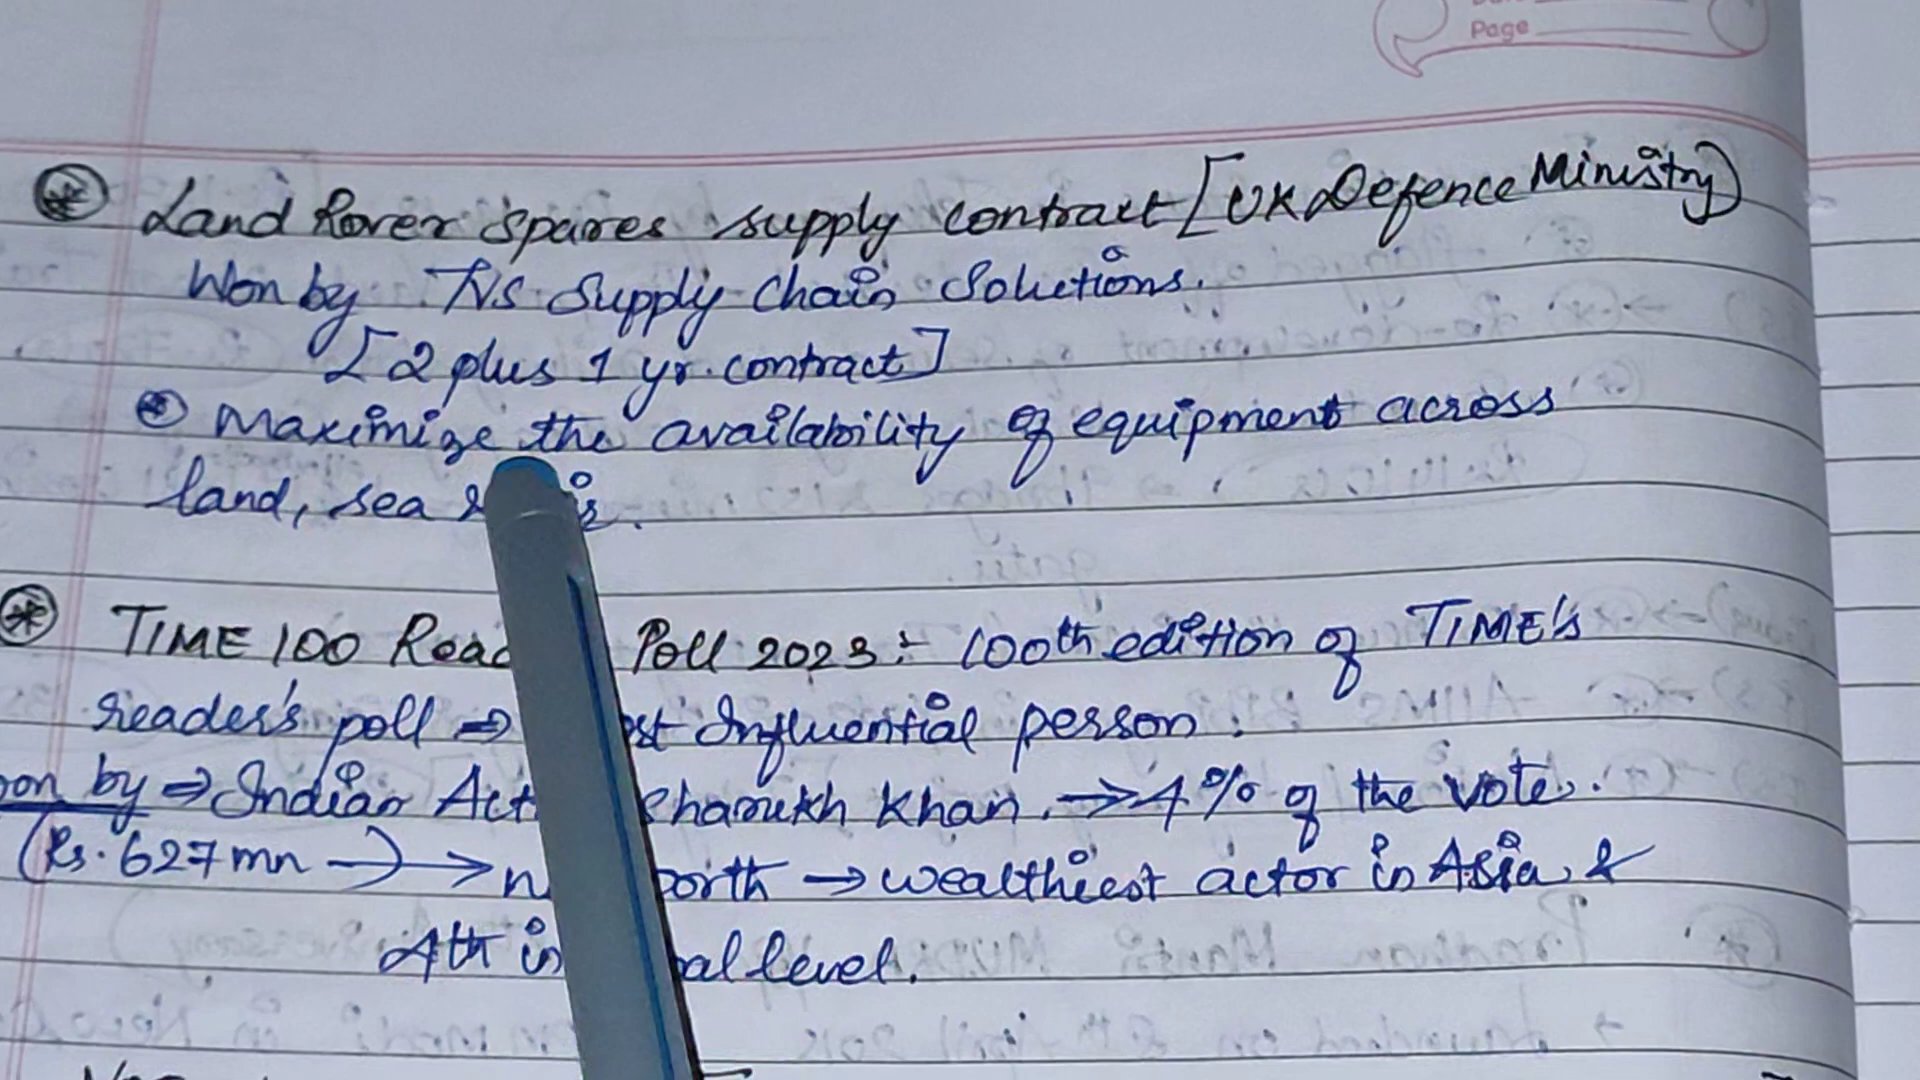 Page
Land Rover Spares supply contract [UK Defence Ministry)
Won by TVS Supply Chain Solutions.
[2 plus 1 yr. contract]
Maximize the availability of equipment across
land, sea &
TIME 100 Poll 2023 :- 100th edition of TIME's
reader's poll ⇒ Influential person.
by ⇒ Indian Sharukh Khan. → 4% of the vote.
(Rs. 627 mn →) → → wealthiest actor in Asia, &
4th in level.